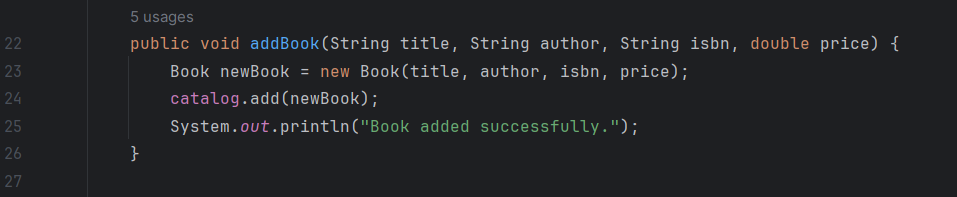 5 usages
22 public void addBook(String title, String author, String isbn, double price) {
23 Book newBook = new Book(title, author, isbn, price);
24 catalog.add(newBook);
25 System.out.println("Book added successfully.");
26 }
27